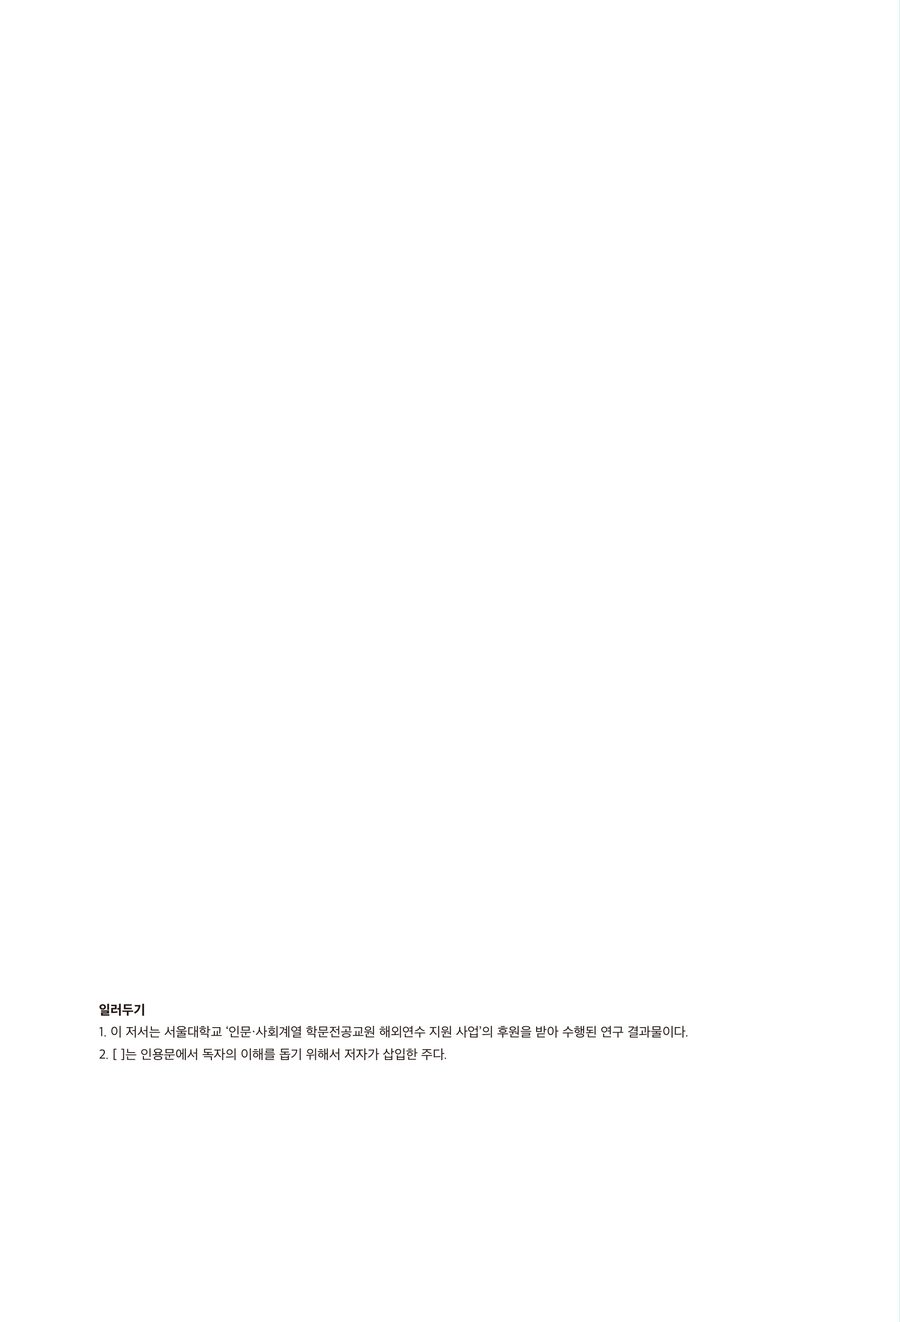 일러두기
1. 이 저서는 서울대학교 ‘인문·사회계열 학문전공교원 해외연수 지원 사업’의 후원을 받아 수행된 연구 결과물이다.
2. [ ]는 인용문에서 독자의 이해를 돕기 위해서 저자가 삽입한 주다.